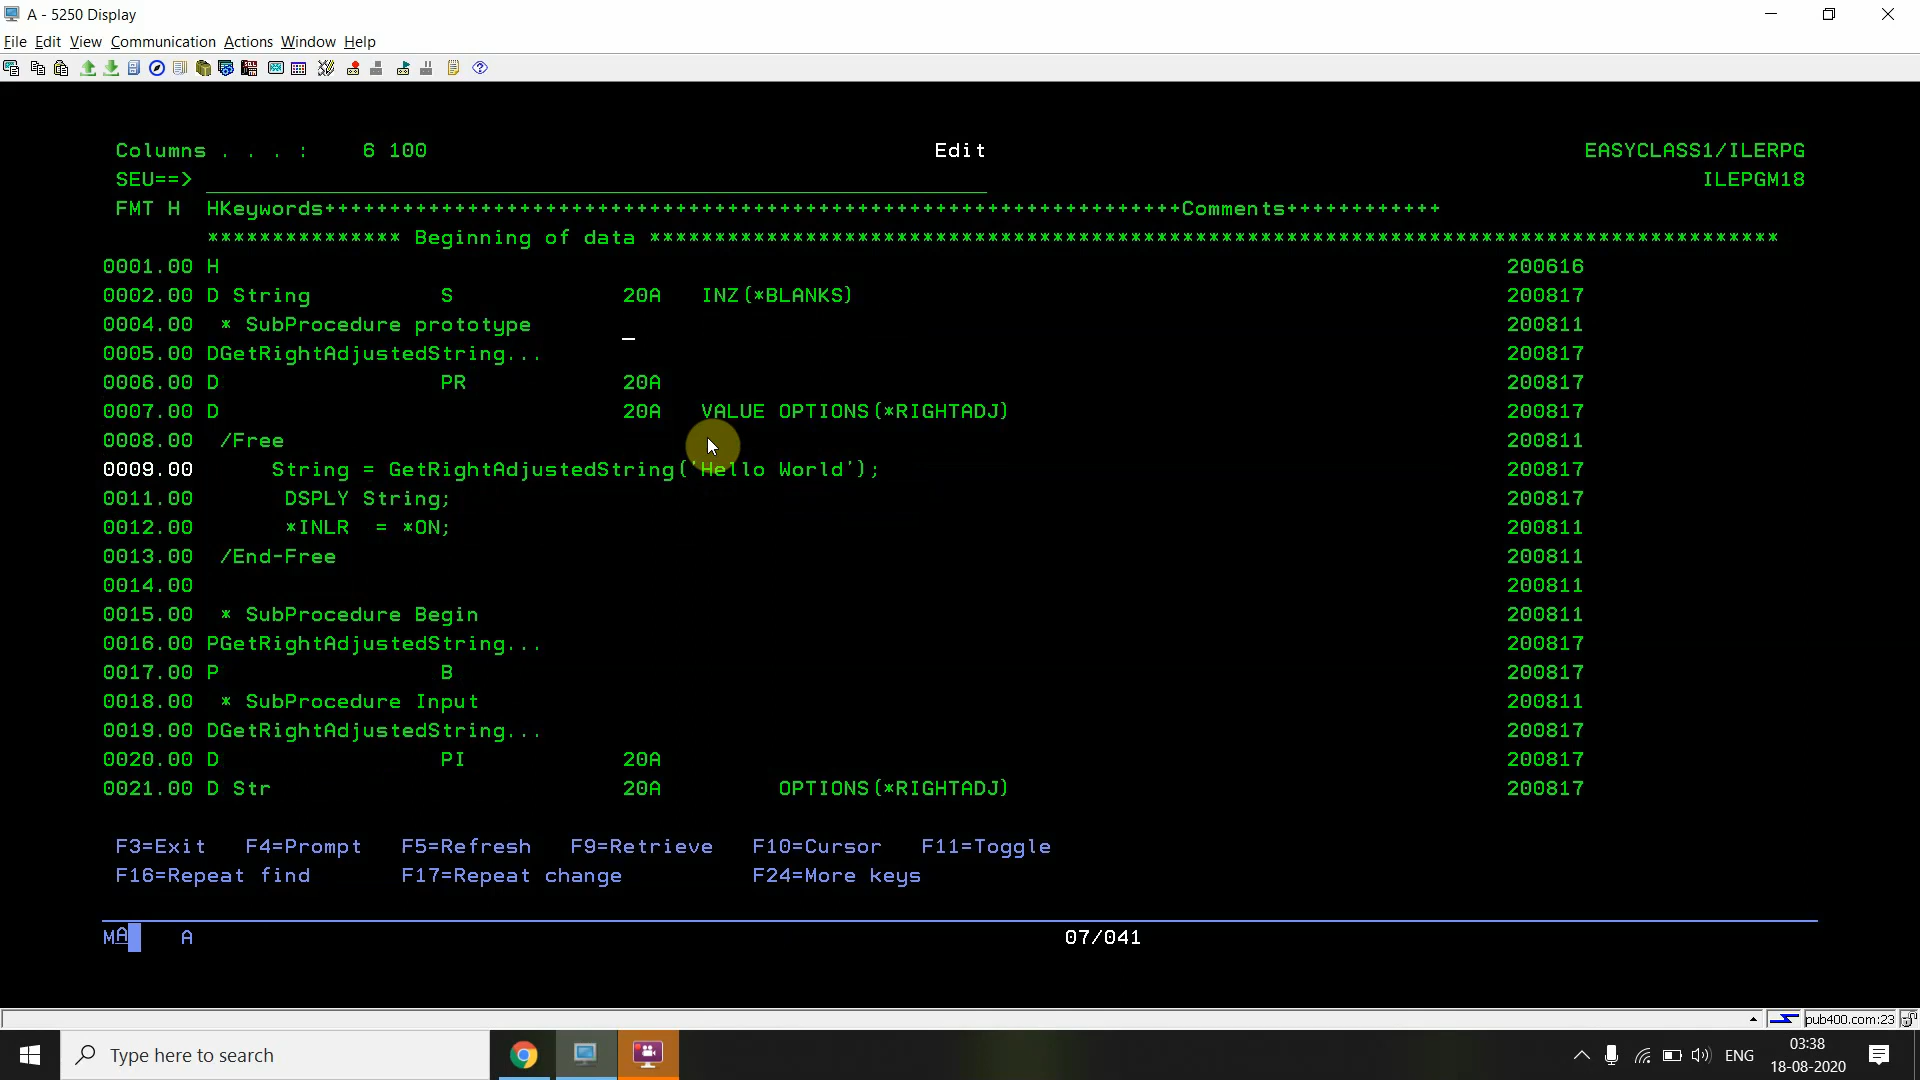 A - 5250 Display
File Edit View Communication Actions Window Help
Columns . . . :    6 100                                       Edit                                              EASYCLASS1/ILERPG
SEU==> ____________________________________________________________ ILEPGM18
FMT H  HKeywords++++++++++++++++++++++++++++++++++++++++++++++++++++++++++++++++++Comments++++++++++++
*************** Beginning of data ***************************************************************************************
0001.00 H                                                                                            200616
0002.00 D String          S             20A   INZ(*BLANKS)                                           200817
0004.00  * SubProcedure prototype                                                                    200811
0005.00 DGetRightAdjustedString...                                                                   200817
0006.00 D                 PR            20A                                                          200817
0007.00 D                               20A   VALUE OPTIONS(*RIGHTADJ)                               200817
0008.00  /Free                                                                                       200811
0009.00      String = GetRightAdjustedString('Hello World');                                         200817
0011.00       DSPLY String;                                                                          200817
0012.00       *INLR  = *ON;                                                                          200811
0013.00  /End-Free                                                                                   200811
0014.00                                                                                              200811
0015.00  * SubProcedure Begin                                                                        200811
0016.00 PGetRightAdjustedString...                                                                   200817
0017.00 P                 B                                                                          200817
0018.00  * SubProcedure Input                                                                        200811
0019.00 DGetRightAdjustedString...                                                                   200817
0020.00 D                 PI            20A                                                          200817
0021.00 D Str                           20A         OPTIONS(*RIGHTADJ)                               200817
F3=Exit   F4=Prompt   F5=Refresh   F9=Retrieve   F10=Cursor   F11=Toggle
F16=Repeat find       F17=Repeat change          F24=More keys
MA    A                                                                   07/041
pub400.com:23
Type here to search
ENG
03:38
18-08-2020